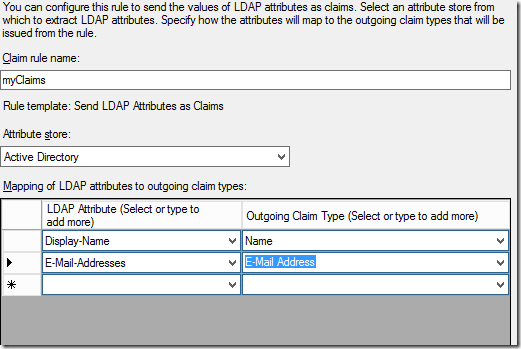 You can configure this rule to send the values of LDAP attributes as claims. Select an attribute store from
which to extract LDAP attributes. Specify how the attributes will map to the outgoing claim types that will be
issued from the rule.
Claim rule name:
myClaims
Rule template: Send LDAP Attributes as Claims
Attribute store:
Active Directory
Mapping of LDAP attributes to outgoing claim types:
LDAP Attribute (Select or type to
add more)
Outgoing Claim Type (Select or type to add more)
Display-Name
Name
E-Mail-Addresses
E-Mail Address